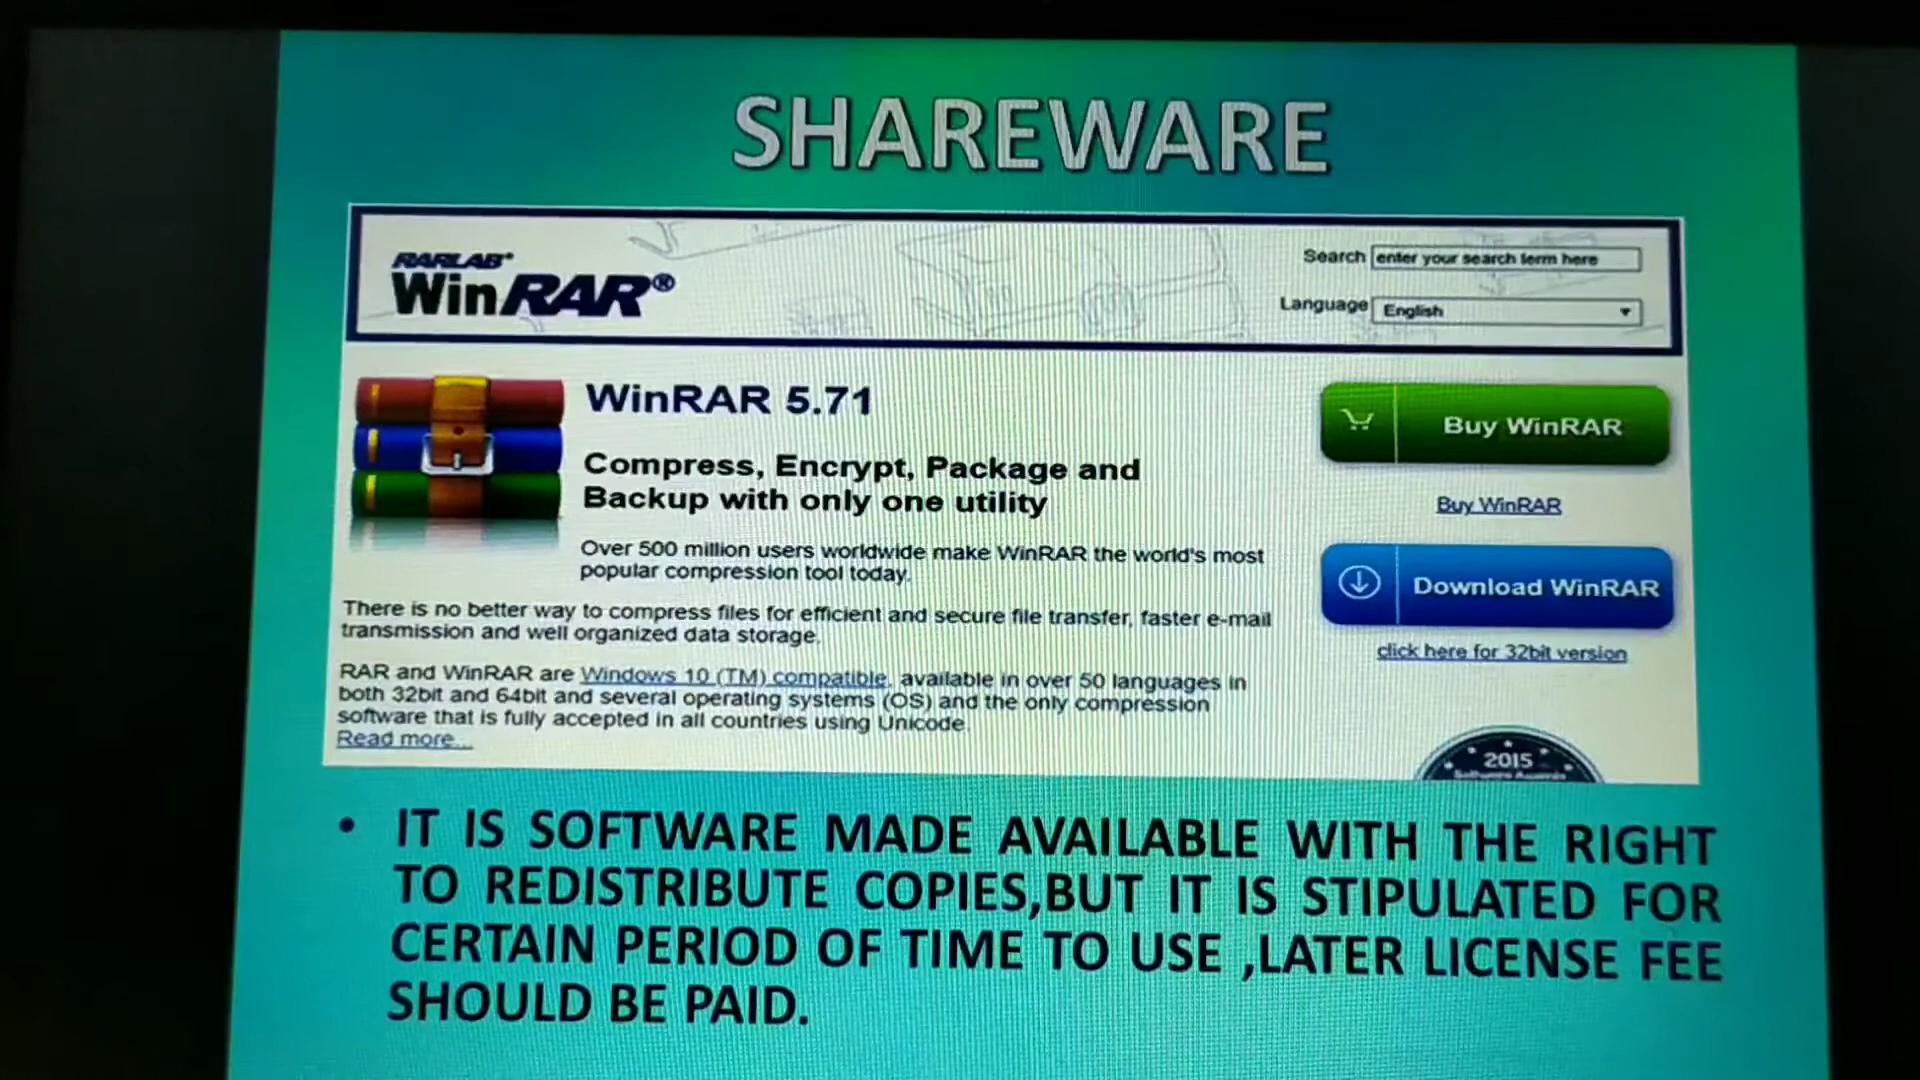 SHAREWARE
RARLAB®
WinRAR®
Search enter your search term here
Language English
WinRAR 5.71
Compress, Encrypt, Package and
Backup with only one utility
Over 500 million users worldwide make WinRAR the world's most
popular compression tool today.
There is no better way to compress files for efficient and secure file transfer, faster e-mail
transmission and well organized data storage.
RAR and WinRAR are Windows 10 (TM) compatible, available in over 50 languages in
both 32bit and 64bit and several operating systems (OS) and the only compression
software that is fully accepted in all countries using Unicode.
Read more...
Buy WinRAR
Buy WinRAR
Download WinRAR
click here for 32bit version
2015
Software Awards
• IT IS SOFTWARE MADE AVAILABLE WITH THE RIGHT
TO REDISTRIBUTE COPIES,BUT IT IS STIPULATED FOR
CERTAIN PERIOD OF TIME TO USE ,LATER LICENSE FEE
SHOULD BE PAID.